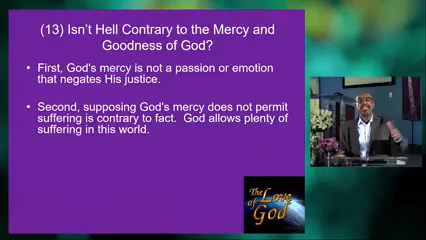 (13) Isn't Hell Contrary to the Mercy and
Goodness of God?
• First, God's mercy is not a passion or emotion
that negates His justice.
• Second, supposing God's mercy does not permit
suffering is contrary to fact. God allows plenty of
suffering in this world.
The Love
of God